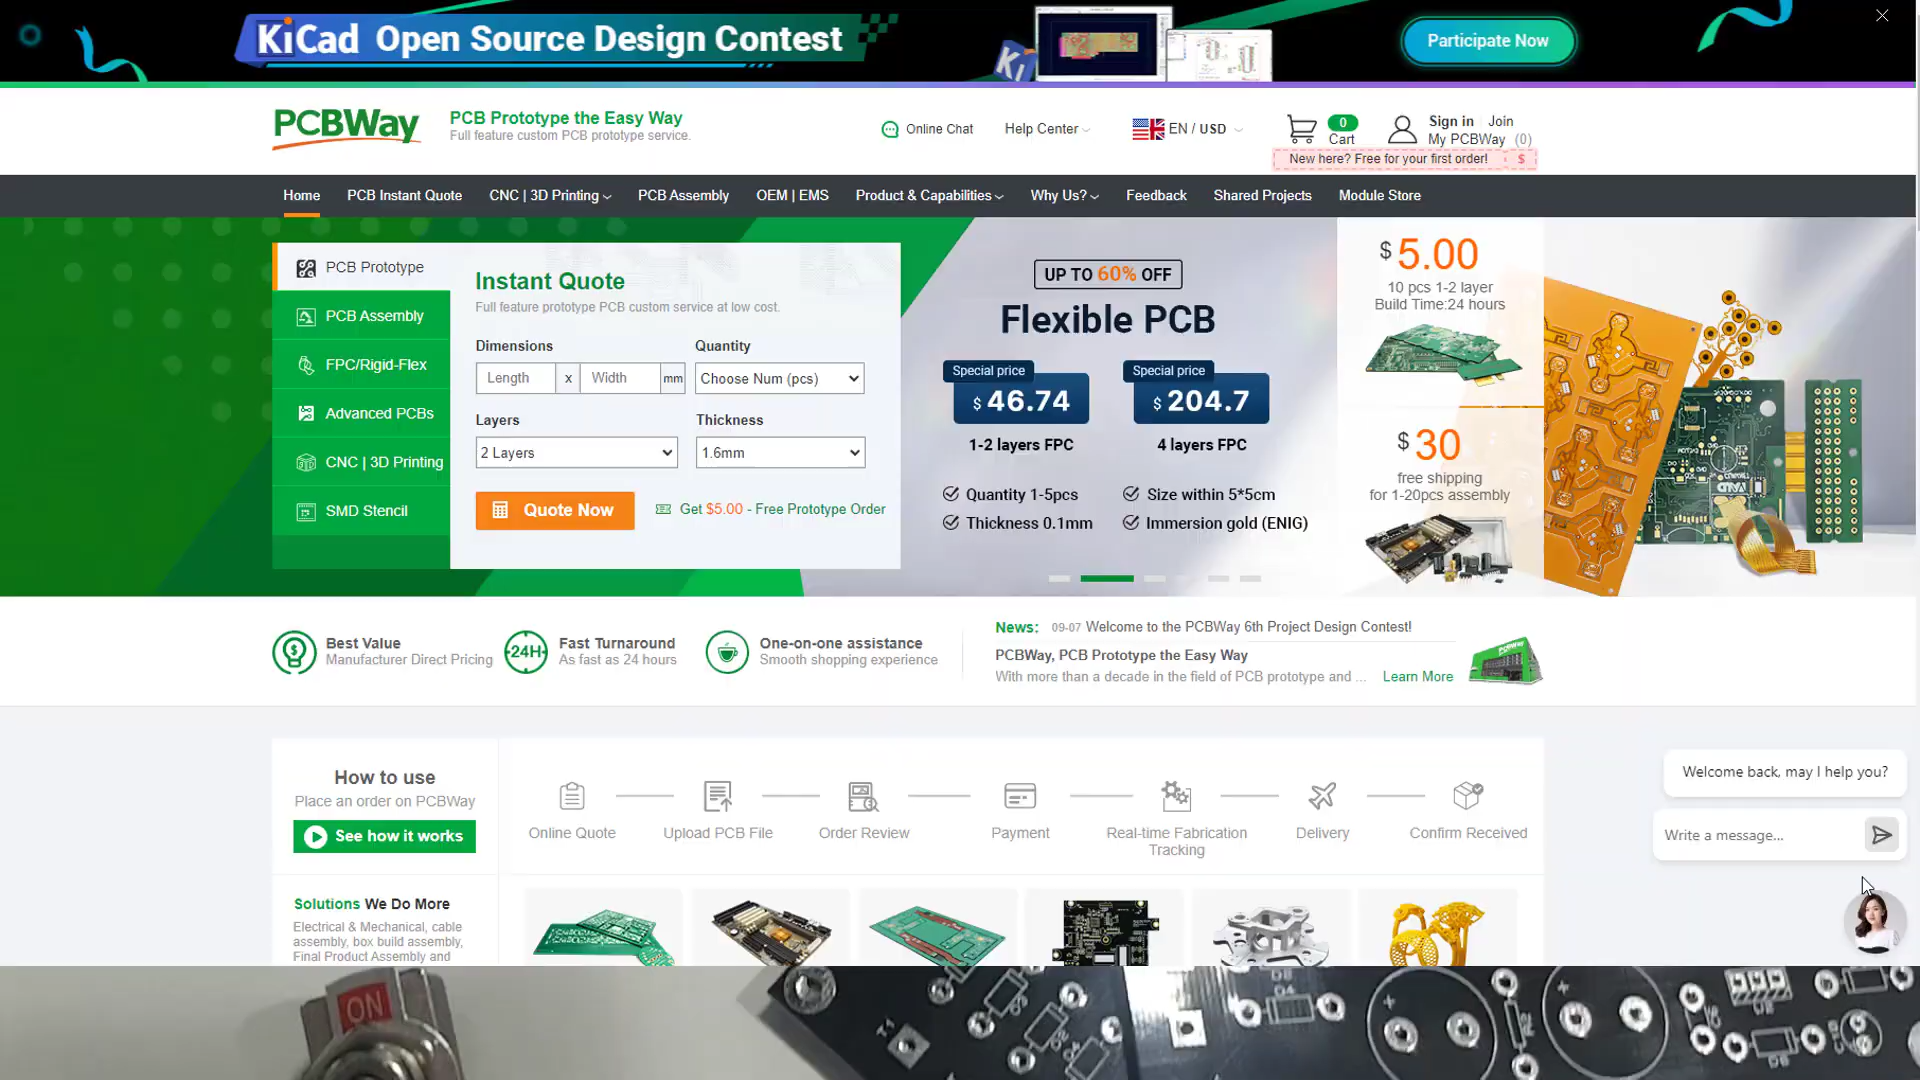 KiCad Open Source Design Contest
Participate Now
PCBWay
PCB Prototype the Easy Way
Full feature custom PCB prototype service.
Online Chat
Help Center
EN / USD
0
Cart
Sign in Join
My PCBWay (0)
New here? Free for your first order! $
Home
PCB Instant Quote
CNC | 3D Printing
PCB Assembly
OEM | EMS
Product & Capabilities
Why Us?
Feedback
Shared Projects
Module Store
PCB Prototype
PCB Assembly
FPC/Rigid-Flex
Advanced PCBs
CNC | 3D Printing
SMD Stencil
Instant Quote
Full feature prototype PCB custom service at low cost.
Dimensions
Length x Width mm
Quantity
Choose Num (pcs)
Layers
2 Layers
Thickness
1.6mm
Quote Now
Get $5.00 - Free Prototype Order
UP TO 60% OFF
Flexible PCB
Special price
$ 46.74
1-2 layers FPC
Special price
$ 204.7
4 layers FPC
Quantity 1-5pcs
Size within 5*5cm
Thickness 0.1mm
Immersion gold (ENIG)
$ 5.00
10 pcs 1-2 layer
Build Time:24 hours
$ 30
free shipping
for 1-20pcs assembly
Best Value
Manufacturer Direct Pricing
24H
Fast Turnaround
As fast as 24 hours
One-on-one assistance
Smooth shopping experience
News: 09-07 Welcome to the PCBWay 6th Project Design Contest!
PCBWay, PCB Prototype the Easy Way
With more than a decade in the field of PCB prototype and ... Learn More
How to use
Place an order on PCBWay
See how it works
Online Quote
Upload PCB File
Order Review
Payment
Real-time Fabrication
Tracking
Delivery
Confirm Received
Welcome back, may I help you?
Write a message...
Solutions We Do More
Electrical & Mechanical, cable
assembly, box build assembly,
Final Product Assembly and
ON
T1
D4